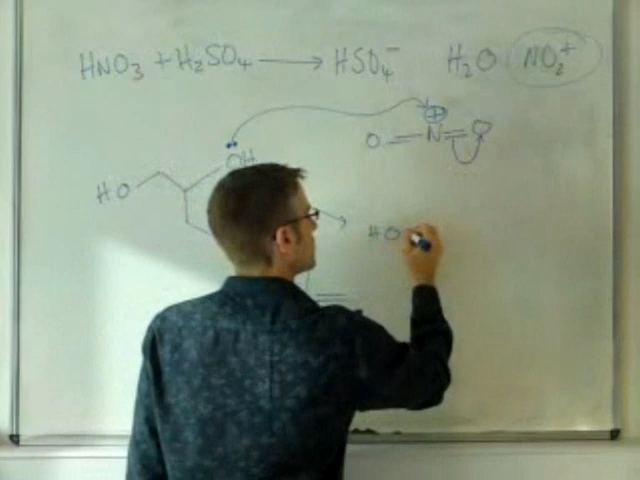 HNO3 + H2SO4 → HSO4⁻ H2O NO2⁺
⊕
O = N = O
OH
HO
HO